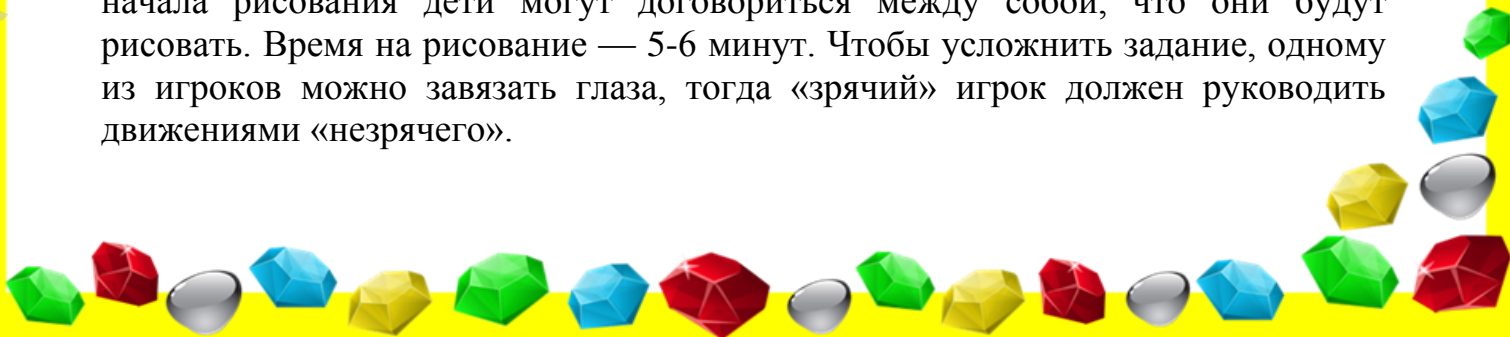 начала рисования дети могут договориться между собой, что они будут
рисовать. Время на рисование — 5-6 минут. Чтобы усложнить задание, одному
из игроков можно завязать глаза, тогда «зрячий» игрок должен руководить
движениями «незрячего».